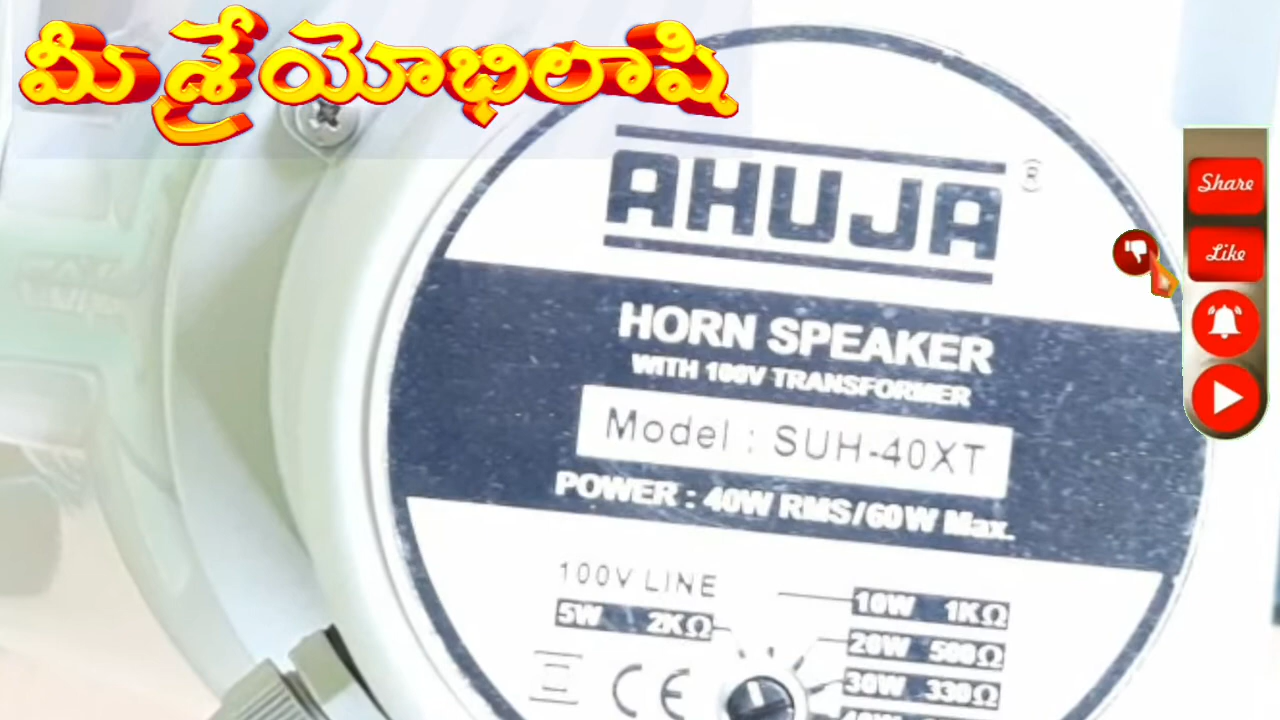 మీ శ్రేయోభిలాషి
AHUJA ®
HORN SPEAKER
WITH 100V TRANSFORMER
Model : SUH-40XT
POWER : 40W RMS/60W Max.
100V LINE
5W 2KΩ
10W 1KΩ
20W 500Ω
30W 330Ω
CE
Share
Like